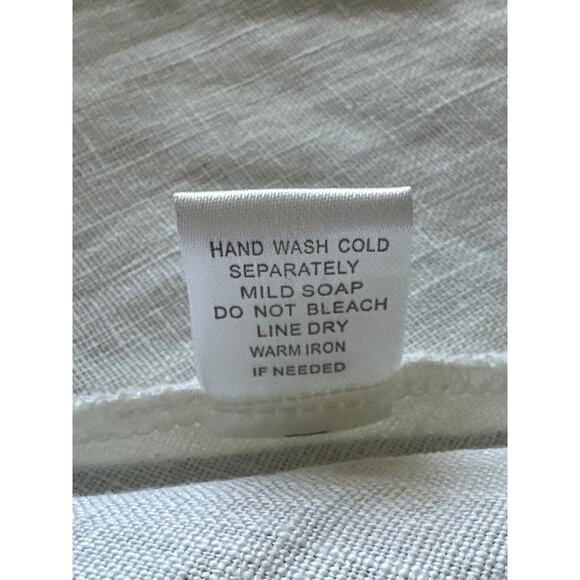 HAND WASH COLD
SEPARATELY
MILD SOAP
DO NOT BLEACH
LINE DRY
WARM IRON
IF NEEDED